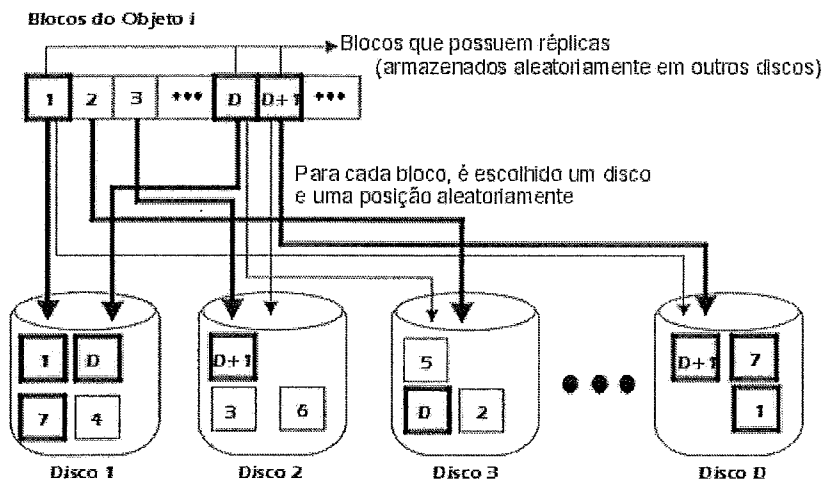 Blocos do Objeto i
Blocos que possuem réplicas
(armazenados aleatoriamente em outros discos)
1 2 3 ••• D D+1 •••
Para cada bloco, é escolhido um disco
e uma posição aleatoriamente
1 D
7 4
D+1
3 6
5
D 2
•••
D+1 7
1
Disco 1 Disco 2 Disco 3 Disco D